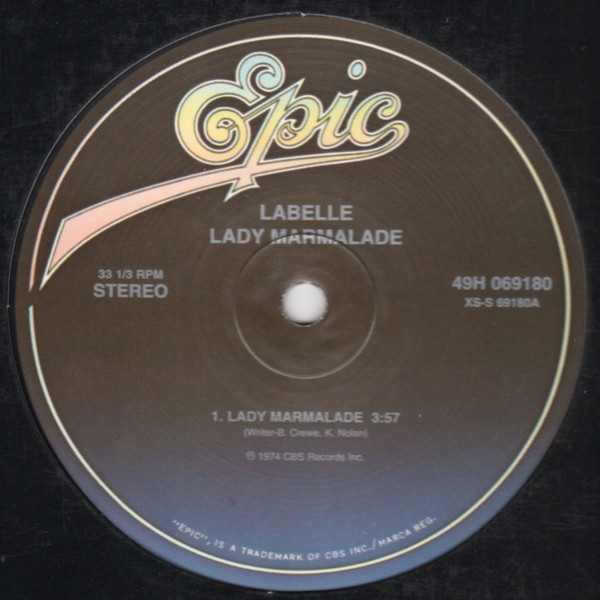 Epic
LABELLE
LADY MARMALADE
33 1/3 RPM
STEREO
49H 069180
XS-S 69180A
1. LADY MARMALADE 3:57
(Writer-B. Crewe, K. Nolan)
℗ 1974 CBS Records Inc.
"EPIC", IS A TRADEMARK OF CBS INC./MARCA REG.